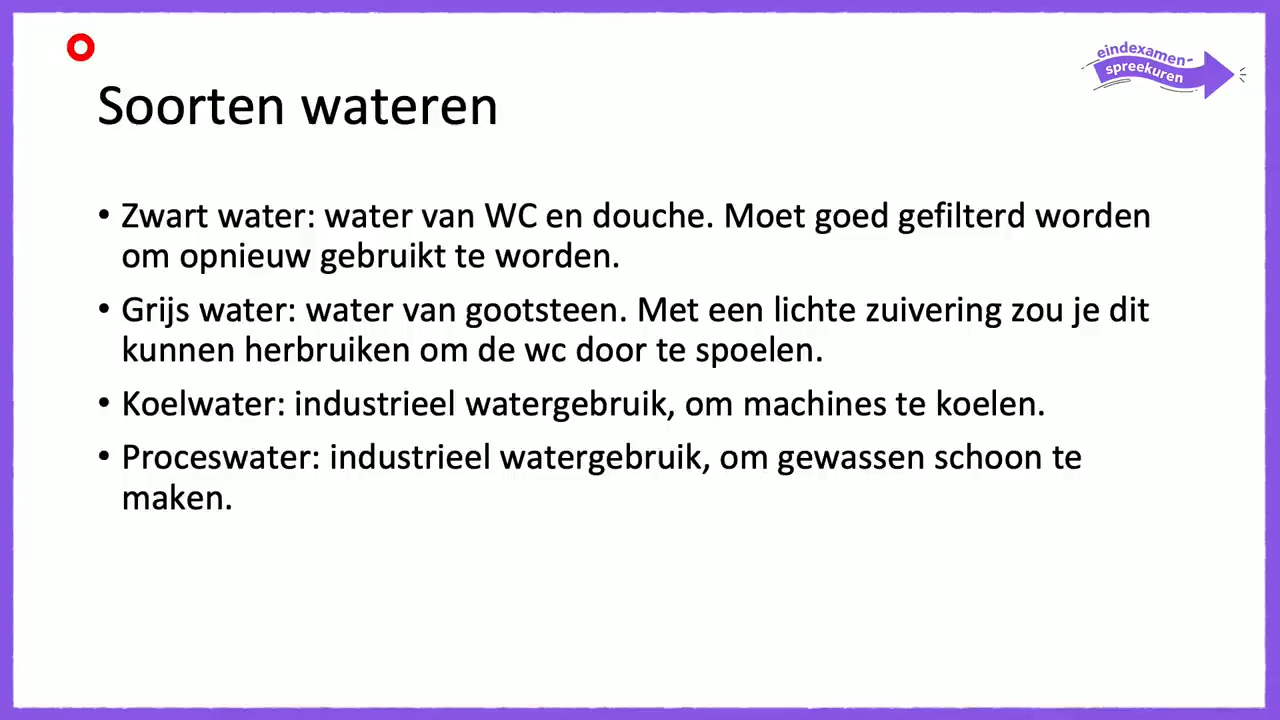 eindexamen-
spreekuren
Soorten wateren
• Zwart water: water van WC en douche. Moet goed gefilterd worden
om opnieuw gebruikt te worden.
• Grijs water: water van gootsteen. Met een lichte zuivering zou je dit
kunnen herbruiken om de wc door te spoelen.
• Koelwater: industrieel watergebruik, om machines te koelen.
• Proceswater: industrieel watergebruik, om gewassen schoon te
maken.